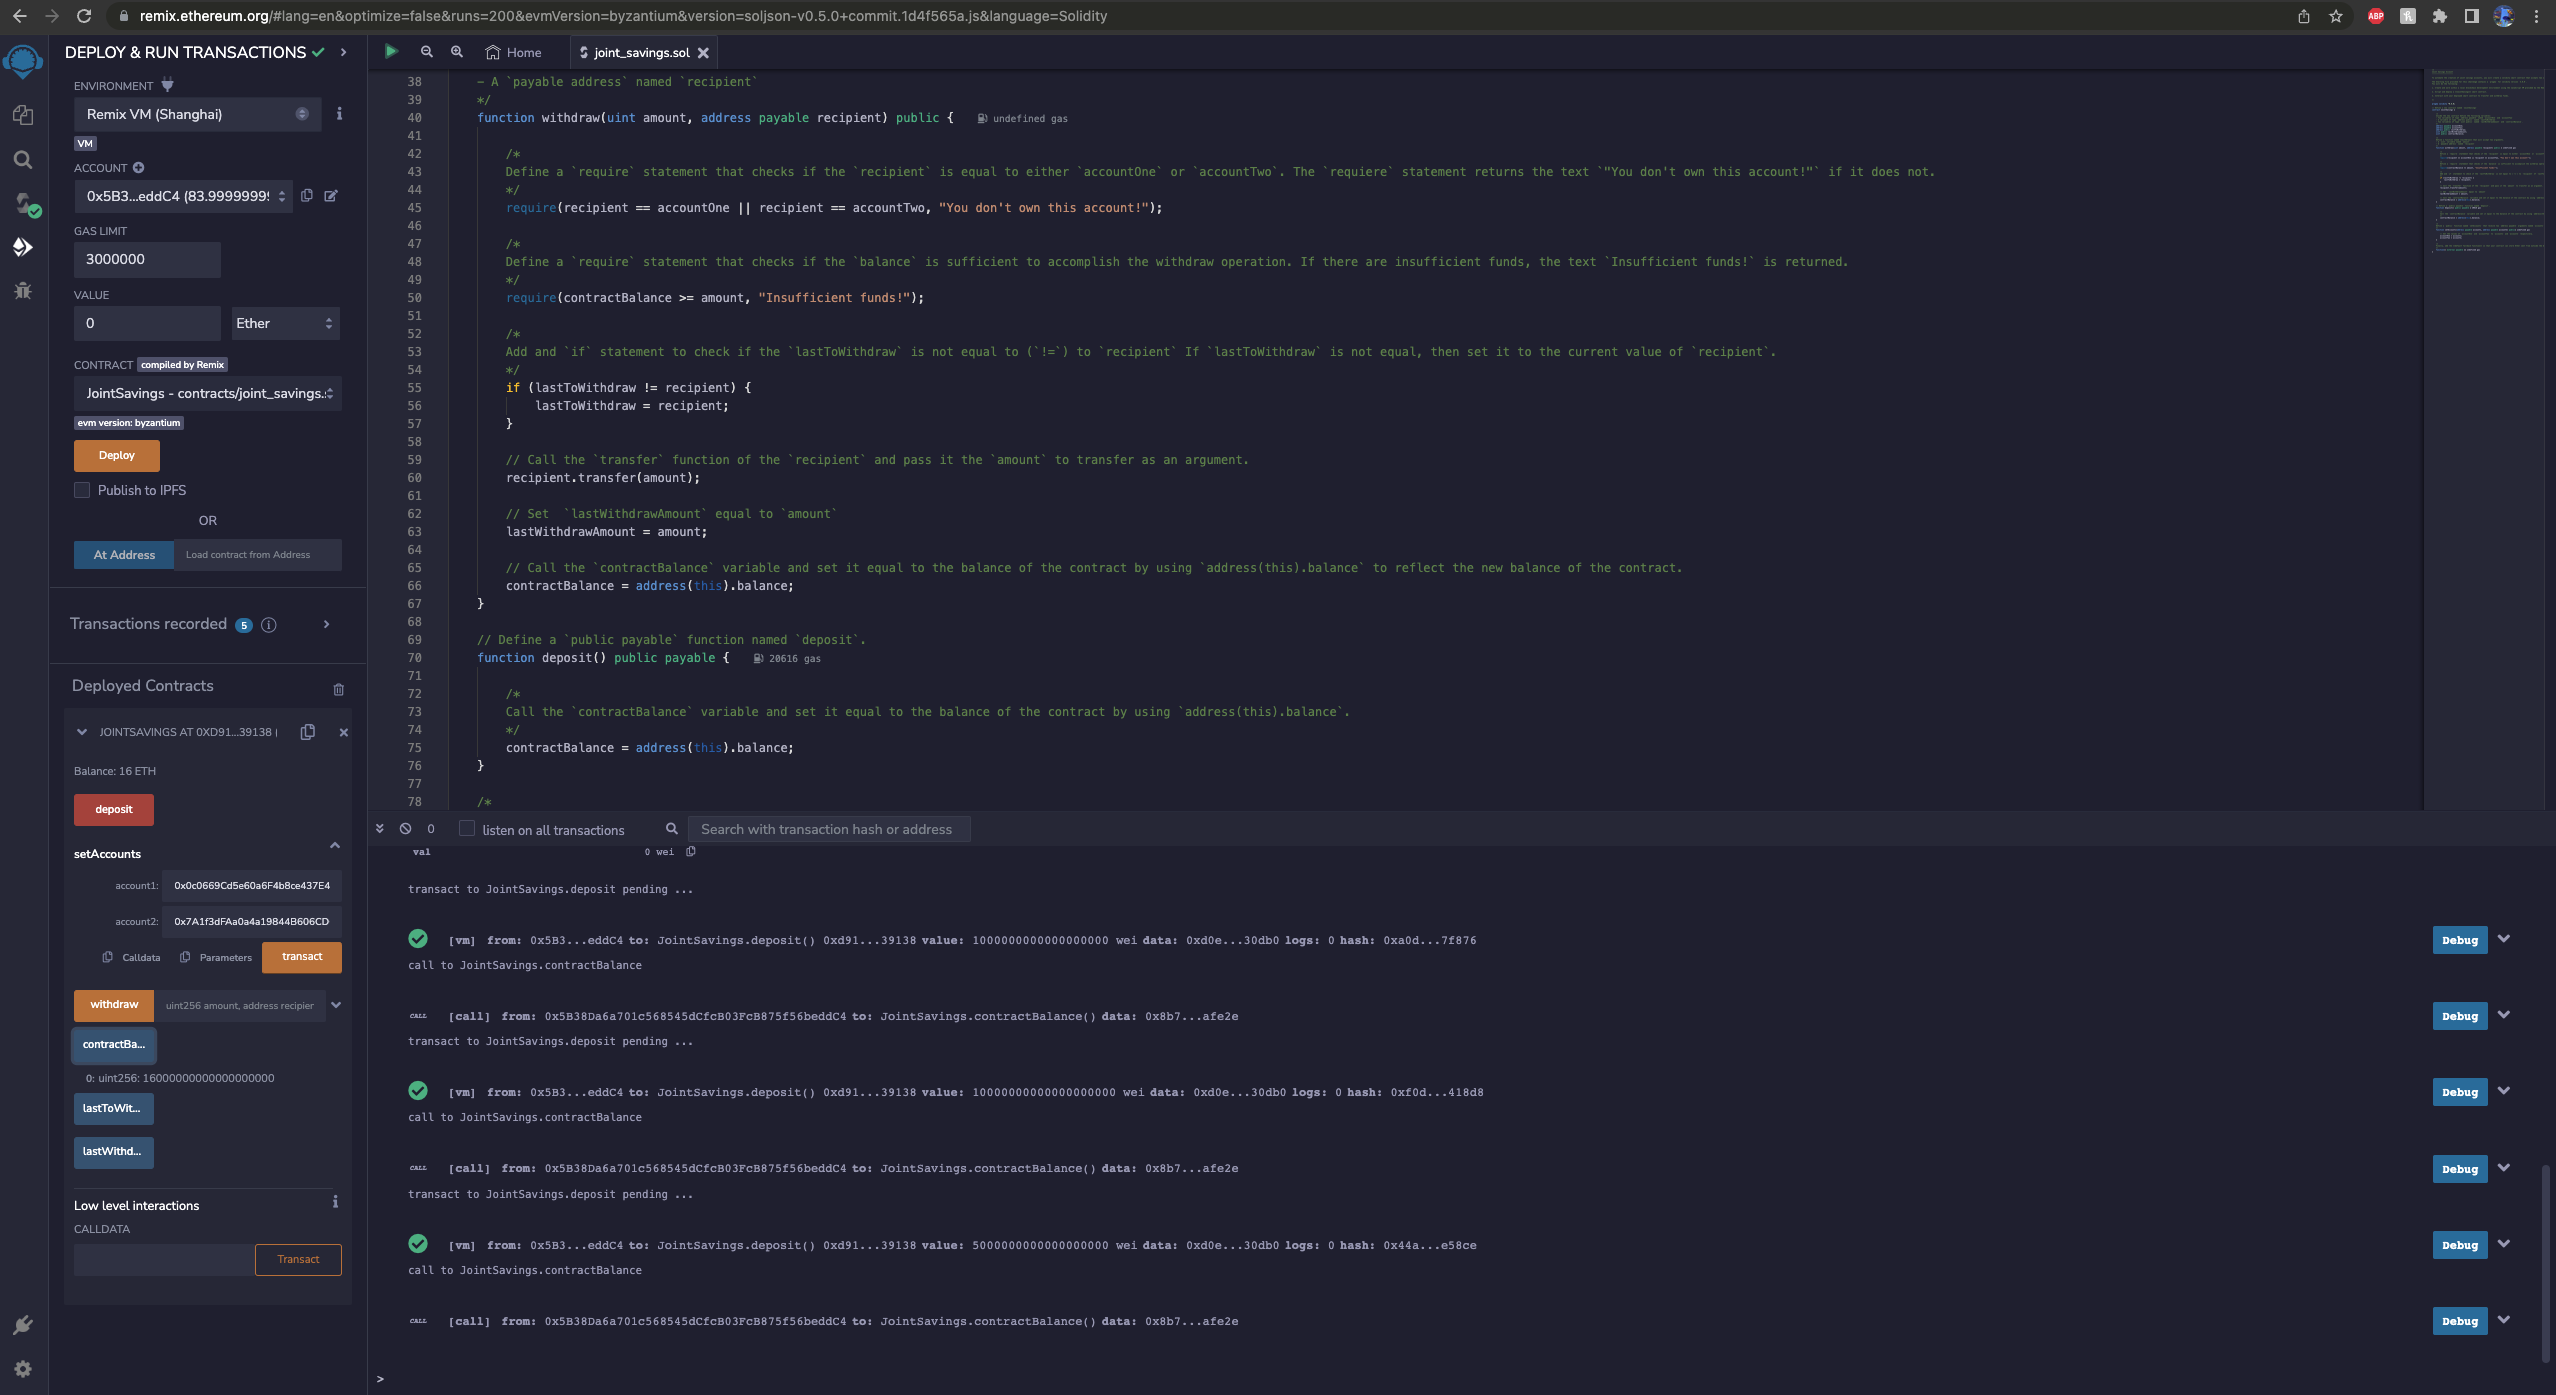 remix.ethereum.org/#lang=en&optimize=false&runs=200&evmVersion=byzantium&version=soljson-v0.5.0+commit.1d4f565a.js&language=Solidity
ABP
DEPLOY & RUN TRANSACTIONS
ENVIRONMENT
Remix VM (Shanghai)
VM
ACCOUNT
0x5B3...eddC4 (83.99999999
GAS LIMIT
3000000
VALUE
0
Ether
CONTRACT compiled by Remix
JointSavings - contracts/joint_savings.s
evm version: byzantium
Deploy
Publish to IPFS
OR
At Address
Load contract from Address
Transactions recorded 5
Deployed Contracts
JOINTSAVINGS AT 0XD91...39138 (
Balance: 16 ETH
deposit
setAccounts
account1: 0x0c0669Cd5e60a6F4b8ce437E4
account2: 0x7A1f3dFAa0a4a19844B606CD
Calldata
Parameters
transact
withdraw
uint256 amount, address recipier
contractBa...
0: uint256: 16000000000000000000
lastToWit...
lastWithd...
Low level interactions
CALLDATA
Transact
Home
joint_savings.sol
38 - A `payable address` named `recipient`
39 */
40 function withdraw(uint amount, address payable recipient) public { undefined gas
41
42 /*
43 Define a `require` statement that checks if the `recipient` is equal to either `accountOne` or `accountTwo`. The `requiere` statement returns the text `"You don't own this account!"` if it does not.
44 */
45 require(recipient == accountOne || recipient == accountTwo, "You don't own this account!");
46
47 /*
48 Define a `require` statement that checks if the `balance` is sufficient to accomplish the withdraw operation. If there are insufficient funds, the text `Insufficient funds!` is returned.
49 */
50 require(contractBalance >= amount, "Insufficient funds!");
51
52 /*
53 Add and `if` statement to check if the `lastToWithdraw` is not equal to (`!=`) to `recipient` If `lastToWithdraw` is not equal, then set it to the current value of `recipient`.
54 */
55 if (lastToWithdraw != recipient) {
56 lastToWithdraw = recipient;
57 }
58
59 // Call the `transfer` function of the `recipient` and pass it the `amount` to transfer as an argument.
60 recipient.transfer(amount);
61
62 // Set  `lastWithdrawAmount` equal to `amount`
63 lastWithdrawAmount = amount;
64
65 // Call the `contractBalance` variable and set it equal to the balance of the contract by using `address(this).balance` to reflect the new balance of the contract.
66 contractBalance = address(this).balance;
67 }
68
69 // Define a `public payable` function named `deposit`.
70 function deposit() public payable { 20616 gas
71
72 /*
73 Call the `contractBalance` variable and set it equal to the balance of the contract by using `address(this).balance`.
74 */
75 contractBalance = address(this).balance;
76 }
77
78 /*
0
listen on all transactions
Search with transaction hash or address
val 0 wei
transact to JointSavings.deposit pending ...
[vm] from: 0x5B3...eddC4 to: JointSavings.deposit() 0xd91...39138 value: 1000000000000000000 wei data: 0xd0e...30db0 logs: 0 hash: 0xa0d...7f876
Debug
call to JointSavings.contractBalance
CALL [call] from: 0x5B38Da6a701c568545dCfcB03FcB875f56beddC4 to: JointSavings.contractBalance() data: 0x8b7...afe2e
Debug
transact to JointSavings.deposit pending ...
[vm] from: 0x5B3...eddC4 to: JointSavings.deposit() 0xd91...39138 value: 10000000000000000000 wei data: 0xd0e...30db0 logs: 0 hash: 0xf0d...418d8
Debug
call to JointSavings.contractBalance
CALL [call] from: 0x5B38Da6a701c568545dCfcB03FcB875f56beddC4 to: JointSavings.contractBalance() data: 0x8b7...afe2e
Debug
transact to JointSavings.deposit pending ...
[vm] from: 0x5B3...eddC4 to: JointSavings.deposit() 0xd91...39138 value: 5000000000000000000 wei data: 0xd0e...30db0 logs: 0 hash: 0x44a...e58ce
Debug
call to JointSavings.contractBalance
CALL [call] from: 0x5B38Da6a701c568545dCfcB03FcB875f56beddC4 to: JointSavings.contractBalance() data: 0x8b7...afe2e
Debug
>